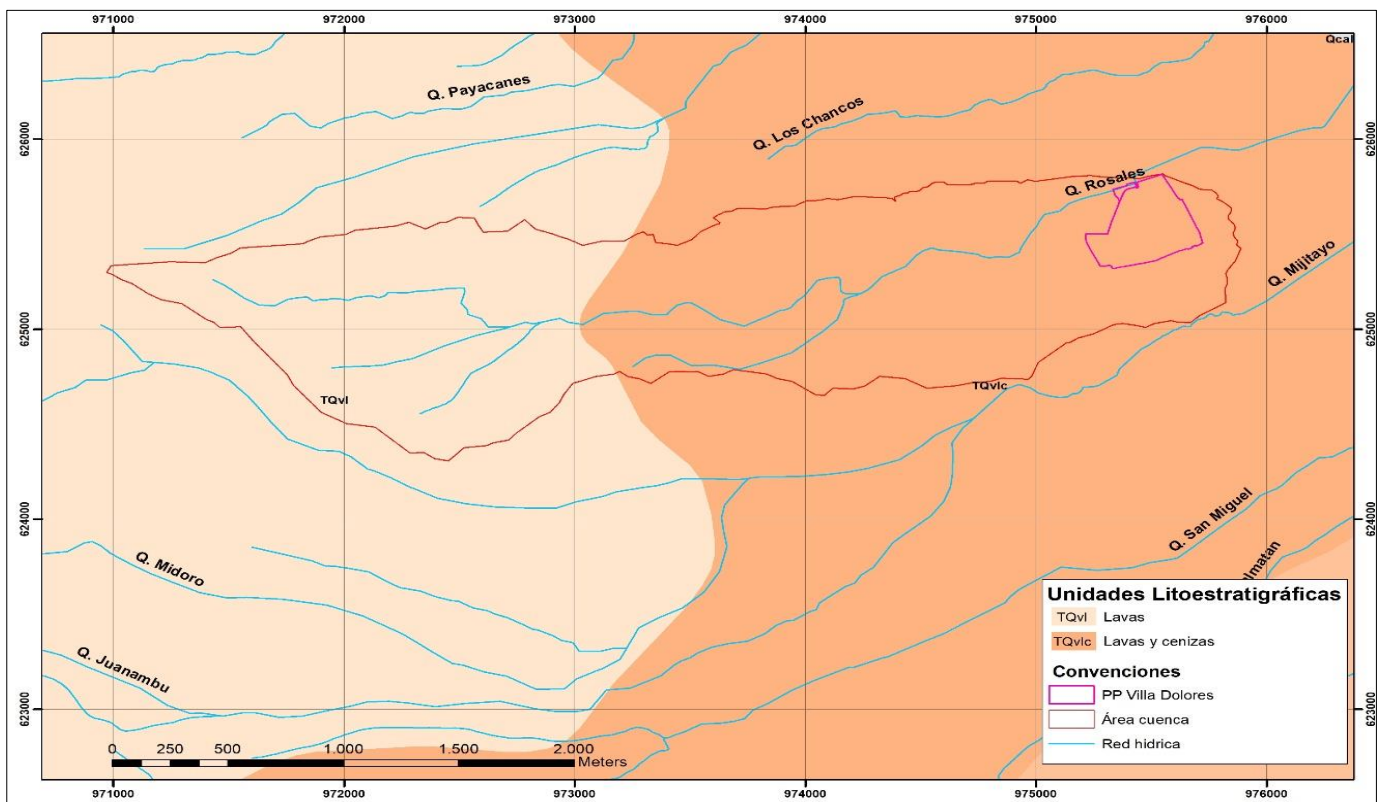 971000 972000 973000 974000 975000 976000
Qcal
Q. Payacanes
Q. Los Chancos
626000 626000
Q. Rosales
Q. Mijitayo
625000 625000
TQvl
TQvlc
624000 624000
Q. San Miguel
lmatan
Q. Midoro
Q. Juanambu
Unidades Litoestratigráficas
TQvl Lavas
TQvlc Lavas y cenizas
Convenciones
PP Villa Dolores
Área cuenca
Red hidrica
623000 623000
0 250 500 1.000 1.500 2.000
Meters
971000 972000 973000 974000 975000 976000